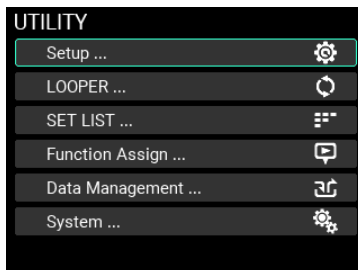 UTILITY
Setup ...
LOOPER ...
SET LIST ...
Function Assign ...
Data Management ...
System ...